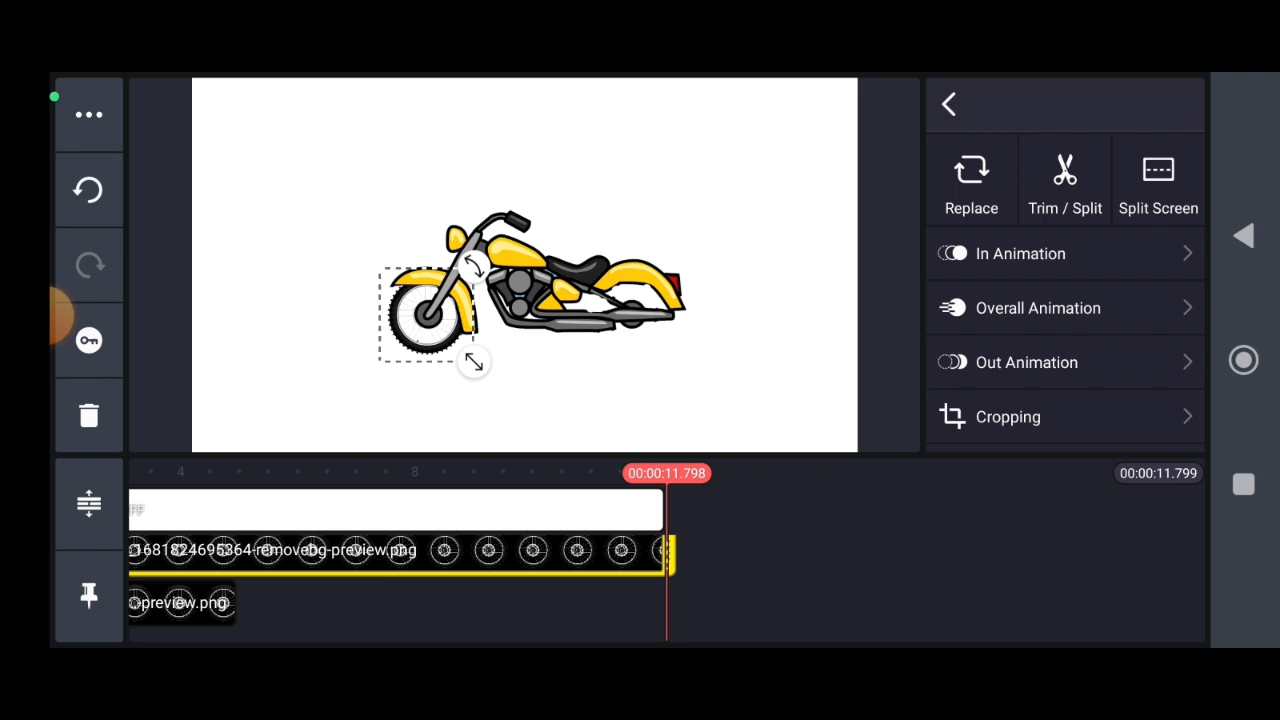 Replace
Trim / Split
Split Screen
In Animation
Overall Animation
Out Animation
Cropping
4
8
00:00:11.798
00:00:11.799
1681824695364-removebg-preview.png
-preview.png